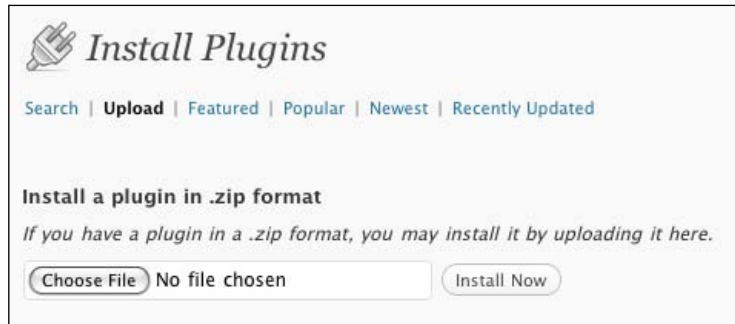 Install Plugins
Search | Upload | Featured | Popular | Newest | Recently Updated
Install a plugin in .zip format
If you have a plugin in a .zip format, you may install it by uploading it here.
Choose File No file chosen Install Now